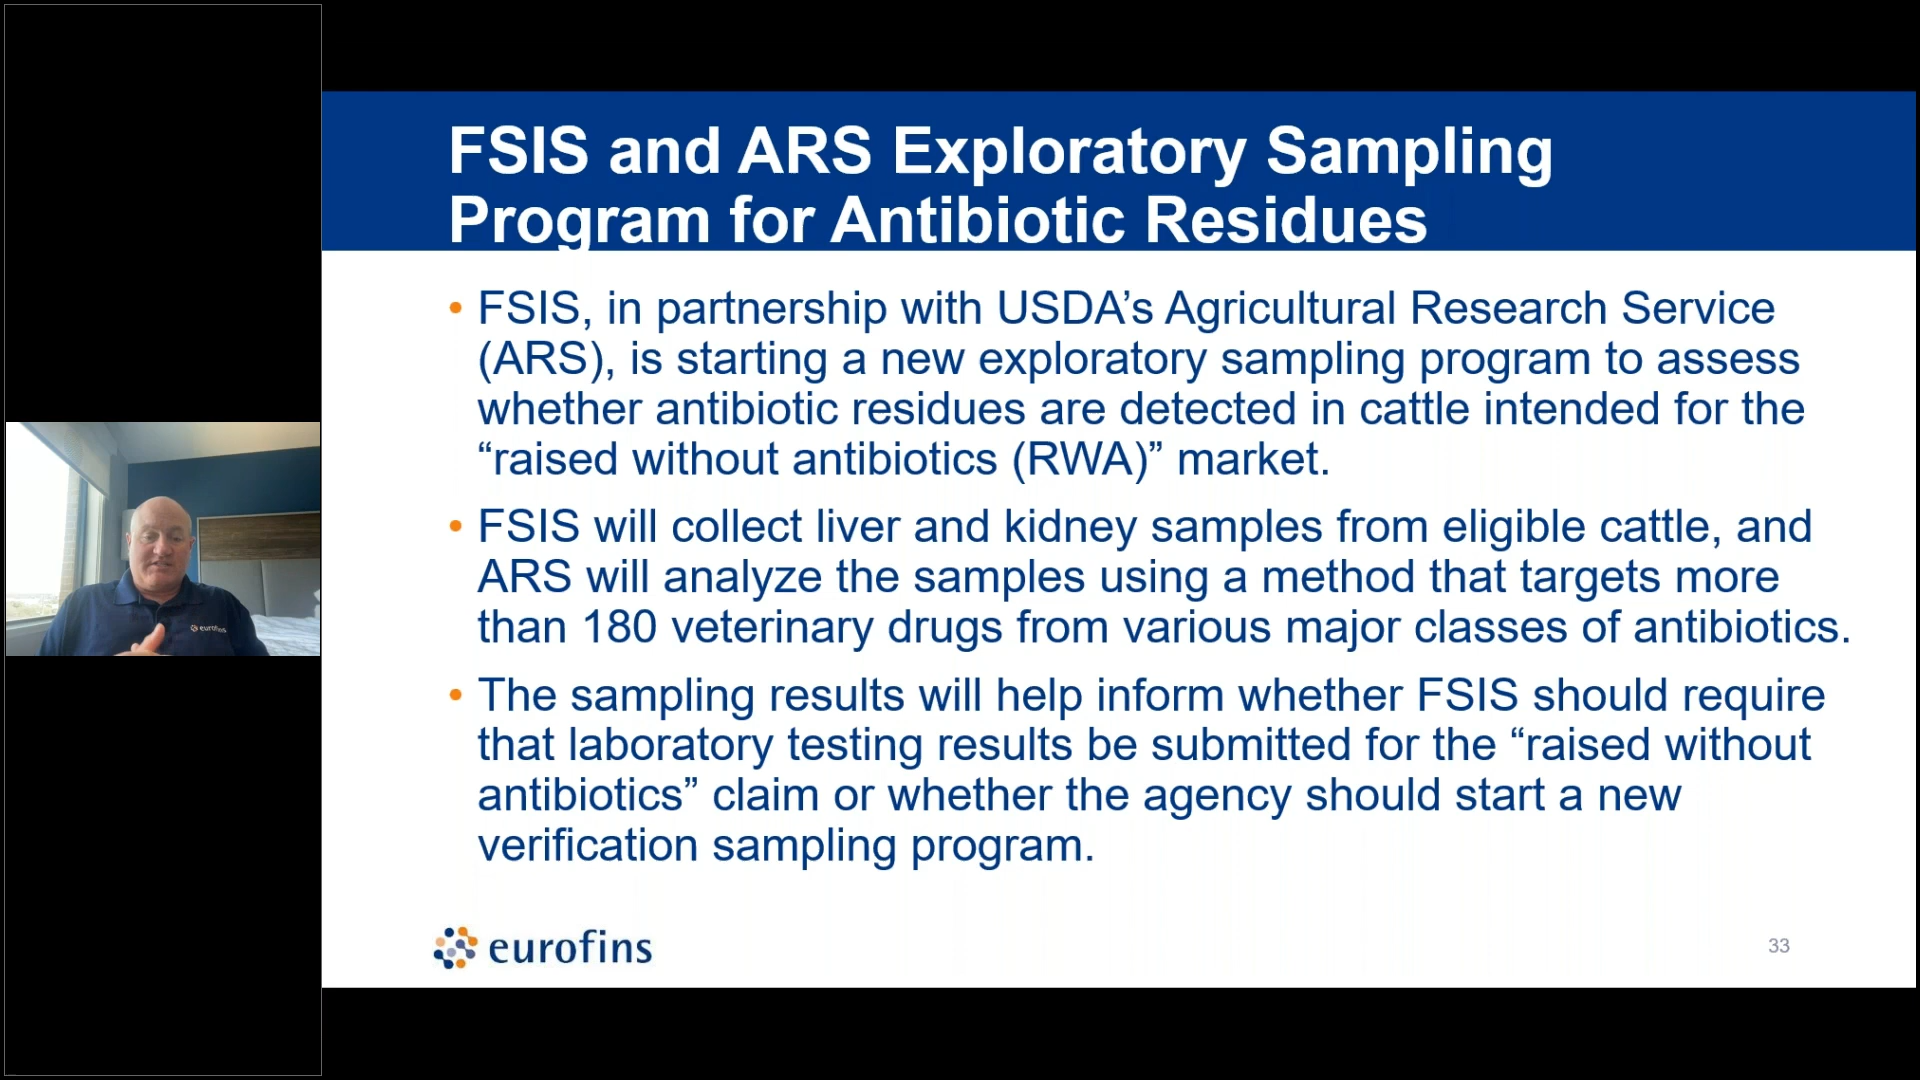 FSIS and ARS Exploratory Sampling
Program for Antibiotic Residues
• FSIS, in partnership with USDA’s Agricultural Research Service
(ARS), is starting a new exploratory sampling program to assess
whether antibiotic residues are detected in cattle intended for the
“raised without antibiotics (RWA)” market.
• FSIS will collect liver and kidney samples from eligible cattle, and
ARS will analyze the samples using a method that targets more
than 180 veterinary drugs from various major classes of antibiotics.
• The sampling results will help inform whether FSIS should require
that laboratory testing results be submitted for the “raised without
antibiotics” claim or whether the agency should start a new
verification sampling program.
eurofins
eurofins
33